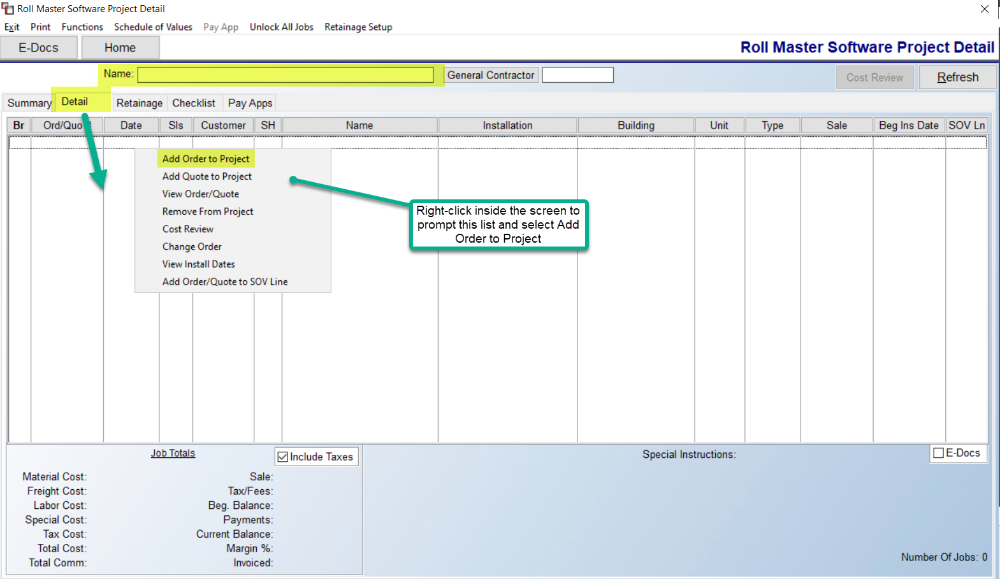 Roll Master Software Project Detail
Exit Print Functions Schedule of Values Pay App Unlock All Jobs Retainage Setup
E-Docs Home Roll Master Software Project Detail
Name: General Contractor Cost Review Refresh
Summary Detail Retainage Checklist Pay Apps
Br Ord/Quo Date Sls Customer SH Name Installation Building Unit Type Sale Beg Ins Date SOV Ln
Add Order to Project
Add Quote to Project
View Order/Quote
Remove From Project
Cost Review
Change Order
View Install Dates
Add Order/Quote to SOV Line
Right-click inside the screen to
prompt this list and select Add
Order to Project
Job Totals Include Taxes Special Instructions: E-Docs
Material Cost: Sale:
Freight Cost: Tax/Fees:
Labor Cost: Beg. Balance:
Special Cost: Payments:
Tax Cost: Current Balance:
Total Cost: Margin %:
Total Comm: Invoiced:
Number Of Jobs: 0